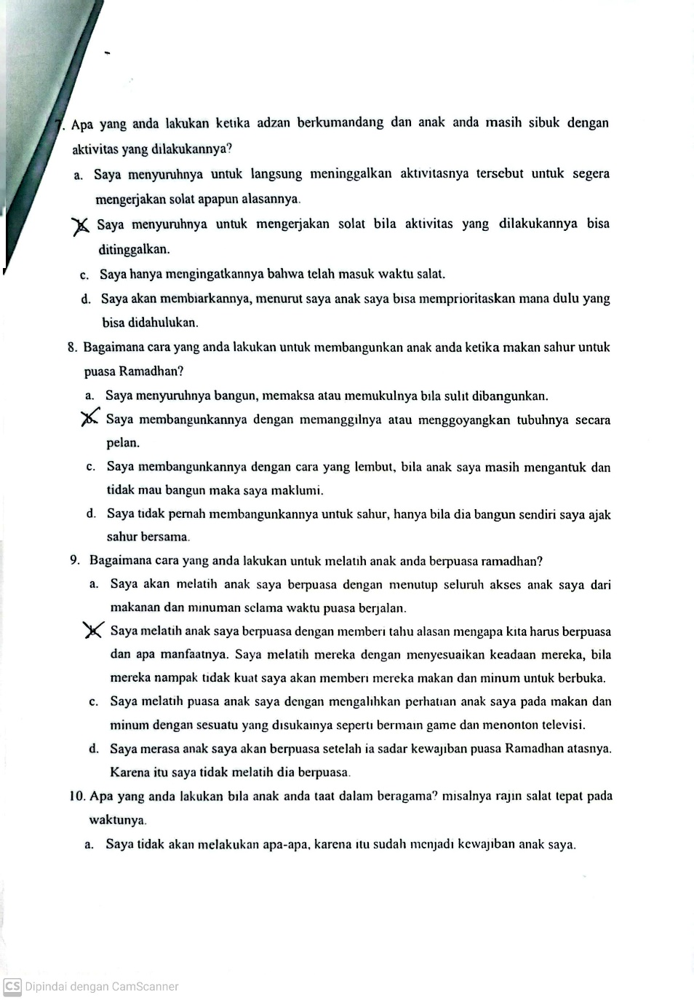 7. Apa yang anda lakukan ketika adzan berkumandang dan anak anda masih sibuk dengan
aktivitas yang dilakukannya?
a. Saya menyuruhnya untuk langsung meninggalkan aktivitasnya tersebut untuk segera
mengerjakan solat apapun alasannya.
Saya menyuruhnya untuk mengerjakan solat bila aktivitas yang dilakukannya bisa
ditinggalkan.
c. Saya hanya mengingatkannya bahwa telah masuk waktu salat.
d. Saya akan membiarkannya, menurut saya anak saya bisa memprioritaskan mana dulu yang
bisa didahulukan.
8. Bagaimana cara yang anda lakukan untuk membangunkan anak anda ketika makan sahur untuk
puasa Ramadhan?
a. Saya menyuruhnya bangun, memaksa atau memukulnya bila sulit dibangunkan.
b. Saya membangunkannya dengan memanggilnya atau menggoyangkan tubuhnya secara
pelan.
c. Saya membangunkannya dengan cara yang lembut, bila anak saya masih mengantuk dan
tidak mau bangun maka saya maklumi.
d. Saya tidak pernah membangunkannya untuk sahur, hanya bila dia bangun sendiri saya ajak
sahur bersama.
9. Bagaimana cara yang anda lakukan untuk melatih anak anda berpuasa ramadhan?
a. Saya akan melatih anak saya berpuasa dengan menutup seluruh akses anak saya dari
makanan dan minuman selama waktu puasa berjalan.
b. Saya melatih anak saya berpuasa dengan memberi tahu alasan mengapa kita harus berpuasa
dan apa manfaatnya. Saya melatih mereka dengan menyesuaikan keadaan mereka, bila
mereka nampak tidak kuat saya akan memberi mereka makan dan minum untuk berbuka.
c. Saya melatih puasa anak saya dengan mengalihkan perhatian anak saya pada makan dan
minum dengan sesuatu yang disukainya seperti bermain game dan menonton televisi.
d. Saya merasa anak saya akan berpuasa setelah ia sadar kewajiban puasa Ramadhan atasnya.
Karena itu saya tidak melatih dia berpuasa.
10. Apa yang anda lakukan bila anak anda taat dalam beragama? misalnya rajin salat tepat pada
waktunya.
a. Saya tidak akan melakukan apa-apa, karena itu sudah menjadi kewajiban anak saya.
CS Dipindai dengan CamScanner